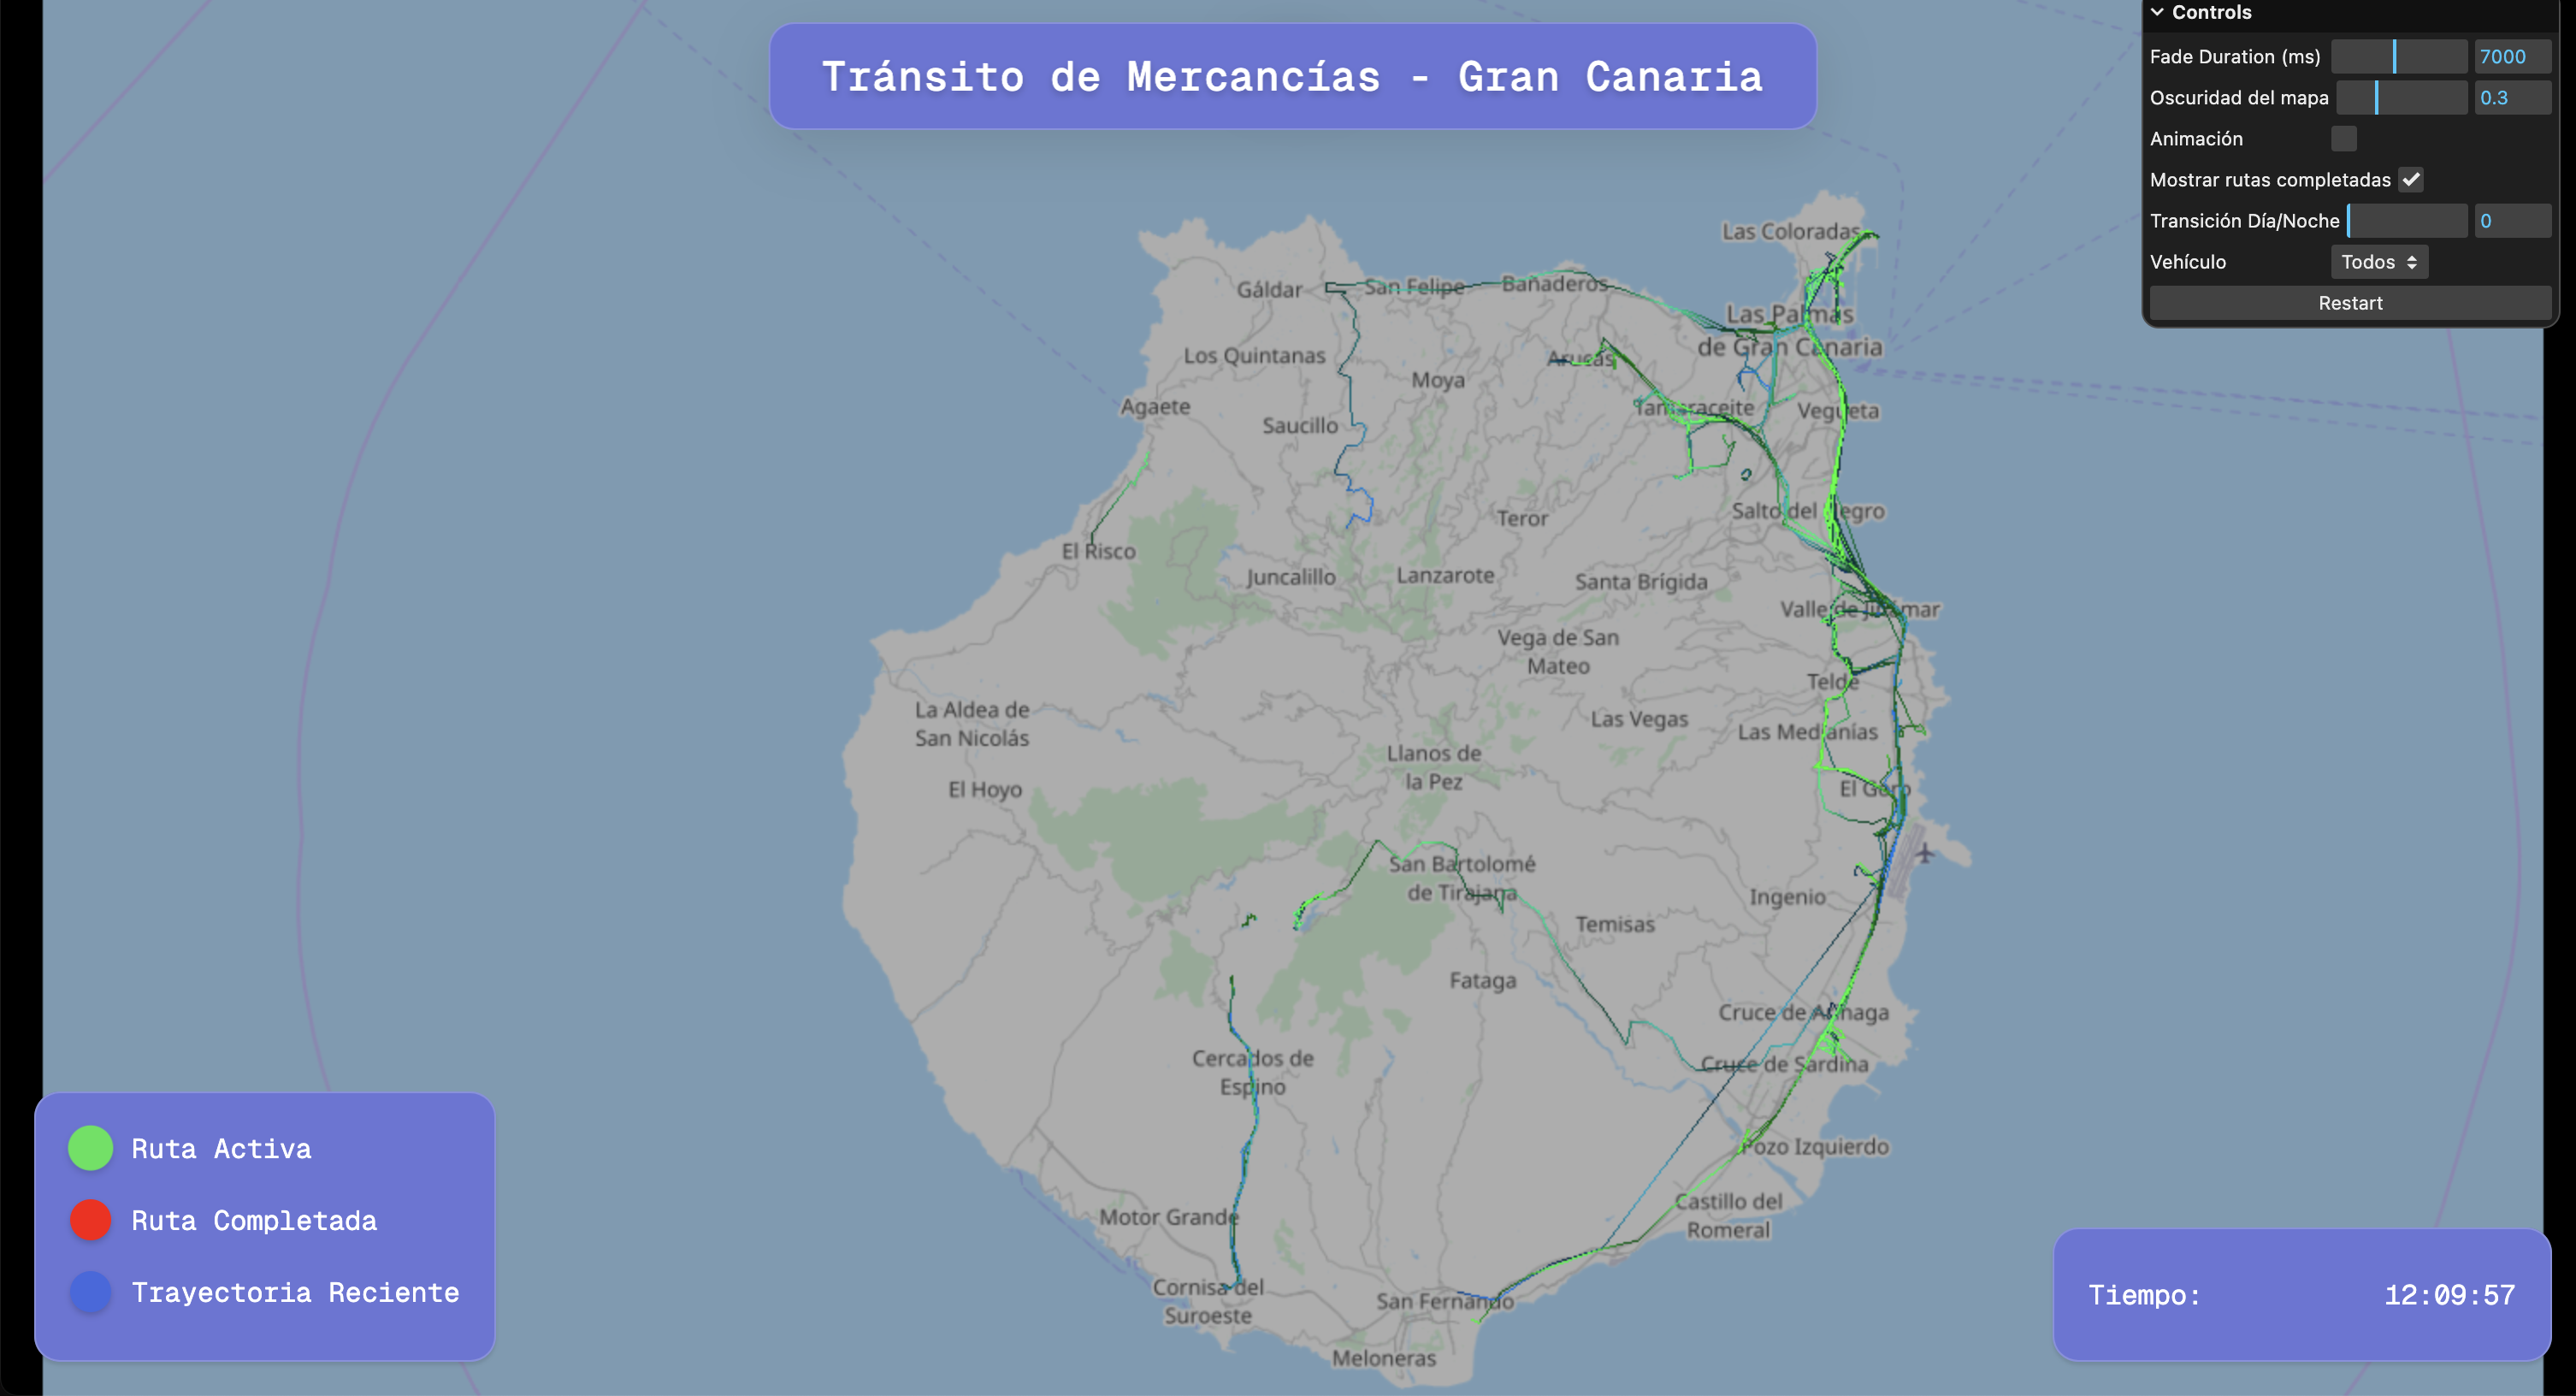 Tránsito de Mercancías - Gran Canaria
Controls
Fade Duration (ms) 7000
Oscuridad del mapa 0.3
Animación
Mostrar rutas completadas
Transición Día/Noche 0
Vehículo Todos
Restart
Las Coloradas
Gáldar
San Felipe
Bañaderos
Las Palmas
de Gran Canaria
Los Quintanas
Arucas
Moya
Agaete
Tamaraceite
Vegueta
Saucillo
Teror
Salto del Negro
El Risco
Juncalillo
Lanzarote
Santa Brígida
Valle de Jinámar
Vega de San
Mateo
Telde
La Aldea de
San Nicolás
Las Vegas
Las Medianías
Llanos de
la Pez
El Hoyo
El Goro
San Bartolomé
de Tirajana
Ingenio
Temisas
Fataga
Cruce de Arinaga
Cercados de
Espino
Cruce de Sardina
Pozo Izquierdo
Castillo del
Romeral
Motor Grande
Cornisa del
Suroeste
San Fernando
Meloneras
Ruta Activa
Ruta Completada
Trayectoria Reciente
Tiempo: 12:09:57